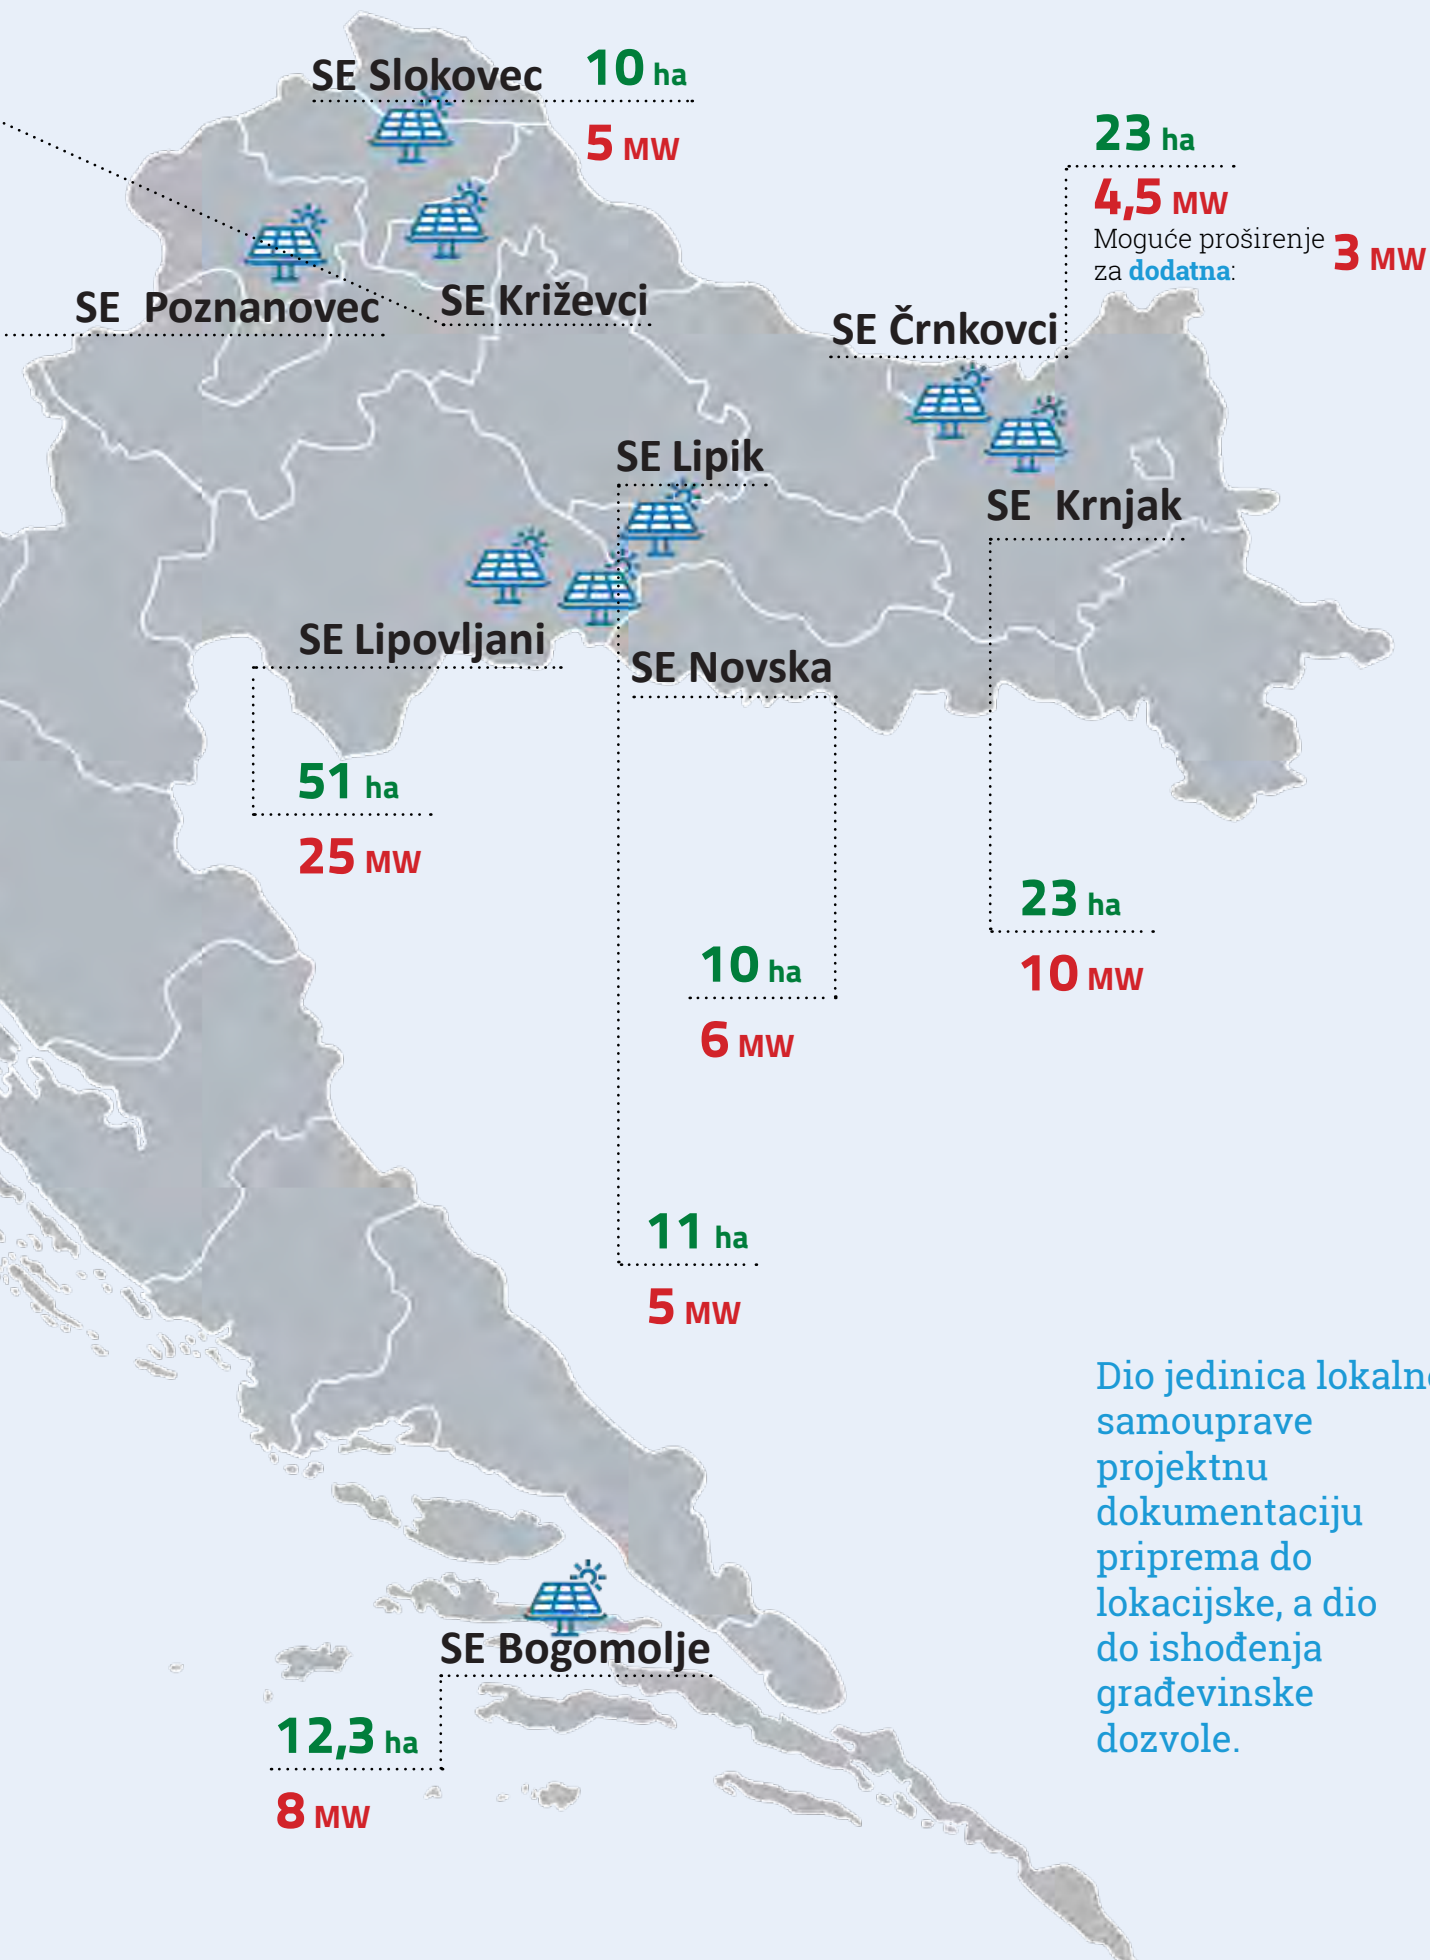 SE Slokovec
10 ha
5 MW
23 ha
4,5 MW
Moguće proširenje
za dodatna:
3 MW
SE Poznanovec
SE Križevci
SE Črnkovci
SE Lipik
SE Krnjak
SE Lipovljani
SE Novska
51 ha
25 MW
23 ha
10 MW
10 ha
6 MW
11 ha
5 MW
Dio jedinica lokaln
samouprave
projektnu
dokumentaciju
priprema do
lokacijske, a dio
do ishođenja
građevinske
dozvole.
SE Bogomolje
12,3 ha
8 MW